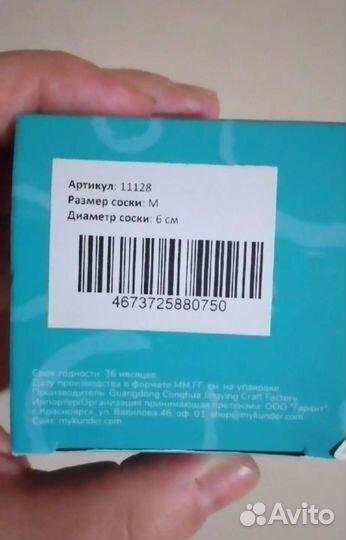 Артикул: 11128
Размер соски: М
Диаметр соски: 6 см
4673725880750
Срок годности: 36 месяцев.
Дату производства в формате ММ.ГГ. см. на упаковке.
Производитель: Guangdong Conghua Jingying Craft Factory.
Импортер/Организация принимающая претензии: ООО "Гарант",
г. Красноярск, ул. Вавилова 46, оф. 01. shop@mykunder.com
Сайт: mykunder.com
Avito